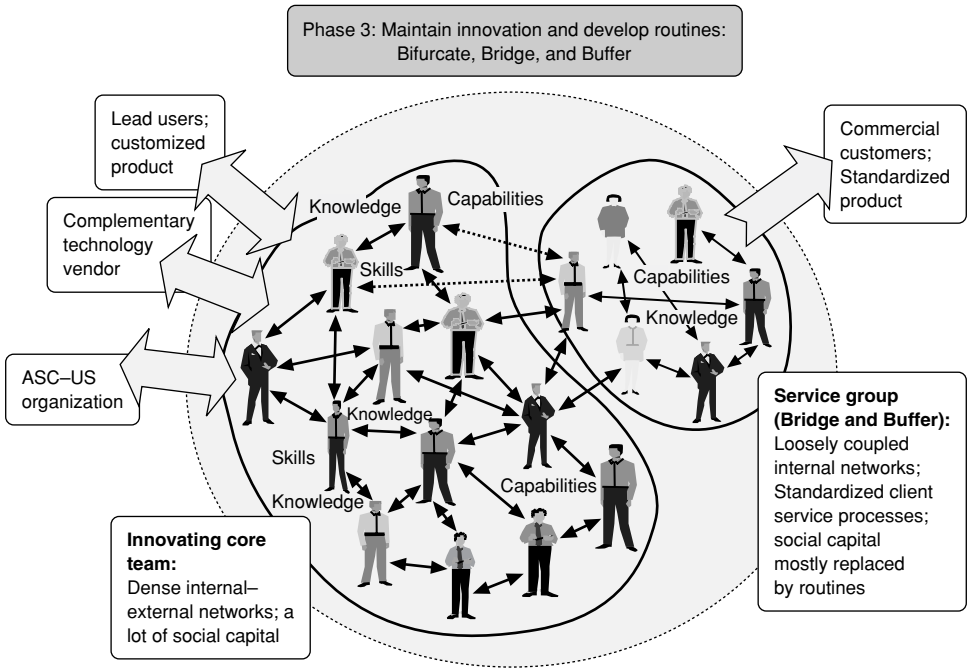 Phase 3: Maintain innovation and develop routines:
Bifurcate, Bridge, and Buffer
Lead users;
customized
product
Complementary
technology
vendor
ASC–US
organization
Commercial
customers;
Standardized
product
Knowledge
Capabilities
Skills
Capabilities
Knowledge
Knowledge
Skills
Capabilities
Knowledge
Innovating core
team:
Dense internal–
external networks; a
lot of social capital
Service group
(Bridge and Buffer):
Loosely coupled
internal networks;
Standardized client
service processes;
social capital
mostly replaced
by routines